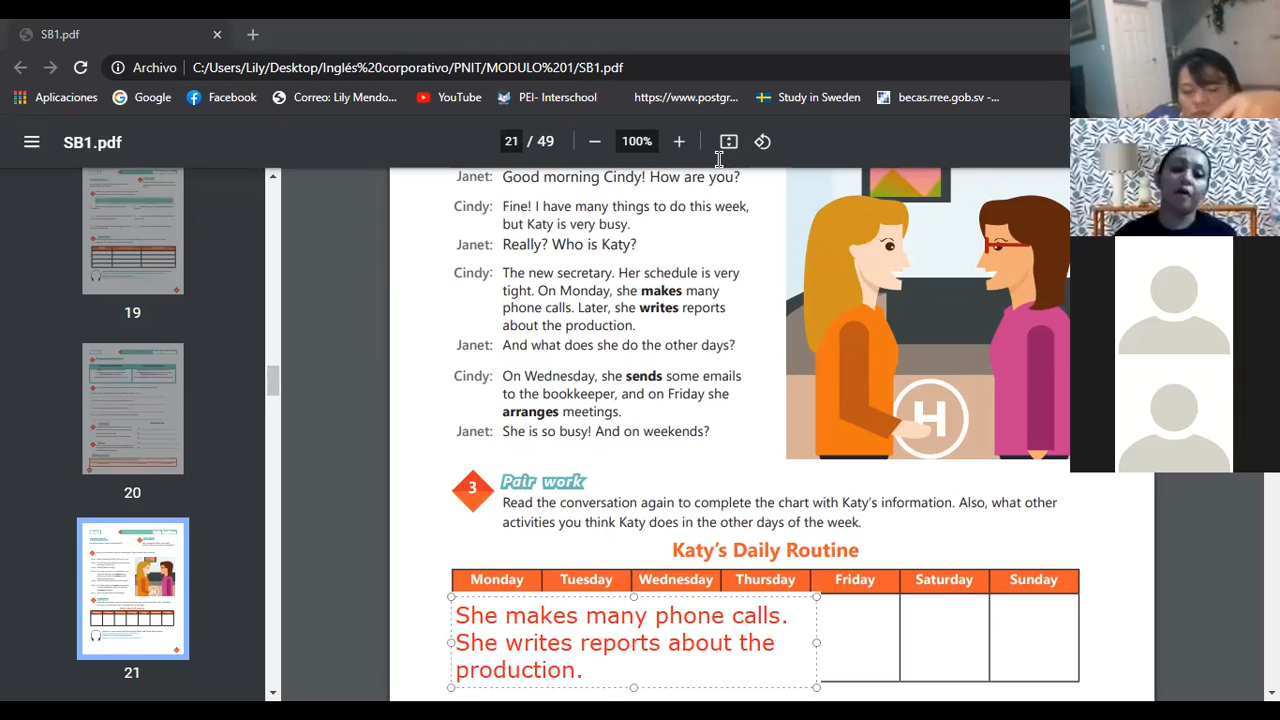 SB1.pdf
Archivo C:/Users/Lily/Desktop/Inglés%20corporativo/PNIT/MODULO%201/SB1.pdf
Aplicaciones Google Facebook Correo: Lily Mendo... YouTube PEI- Interschool https://www.postgr... Study in Sweden becas.rree.gob.sv -...
SB1.pdf 21 / 49 100%
19
20
21
Janet: Good morning Cindy! How are you?
Cindy: Fine! I have many things to do this week,
but Katy is very busy.
Janet: Really? Who is Katy?
Cindy: The new secretary. Her schedule is very
tight. On Monday, she makes many
phone calls. Later, she writes reports
about the production.
Janet: And what does she do the other days?
Cindy: On Wednesday, she sends some emails
to the bookkeeper, and on Friday she
arranges meetings.
Janet: She is so busy! And on weekends?
H
3 Pair work
Read the conversation again to complete the chart with Katy's information. Also, what other
activities you think Katy does in the other days of the week.
Katy's Daily Routine
Monday Tuesday Wednesday Thursday Friday Saturday Sunday
She makes many phone calls.
She writes reports about the
production.